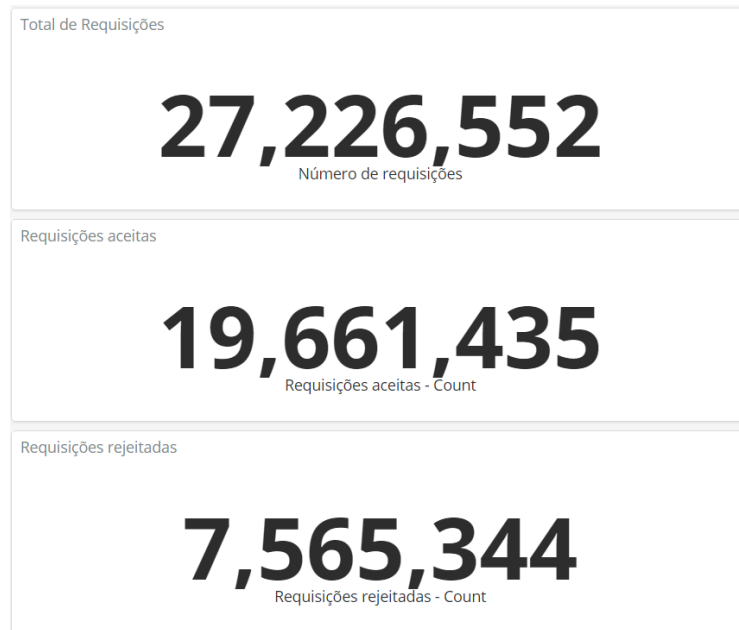 Total de Requisições
27,226,552
Número de requisições
Requisições aceitas
19,661,435
Requisições aceitas - Count
Requisições rejeitadas
7,565,344
Requisições rejeitadas - Count